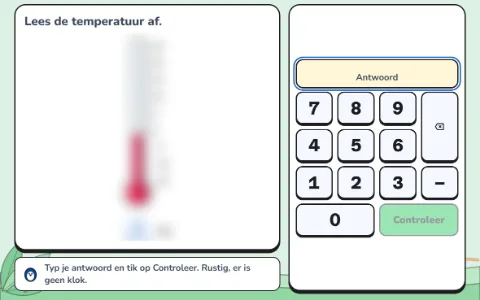 Lees de temperatuur af.
Antwoord
7 8 9
4 5 6
1 2 3 –
0 Controleer
Typ je antwoord en tik op Controleer. Rustig, er is
geen klok.